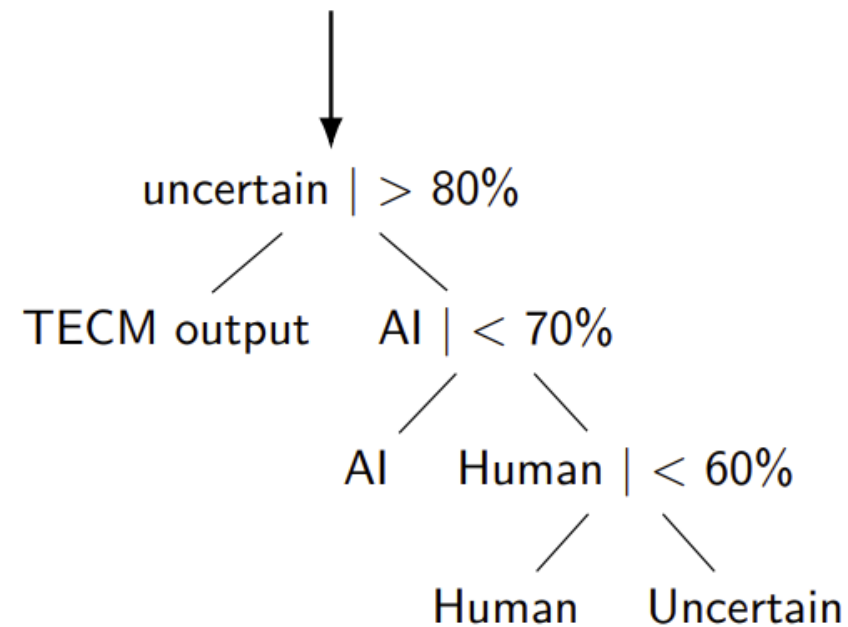 uncertain | > 80%
TECM output AI | < 70%
AI Human | < 60%
Human Uncertain